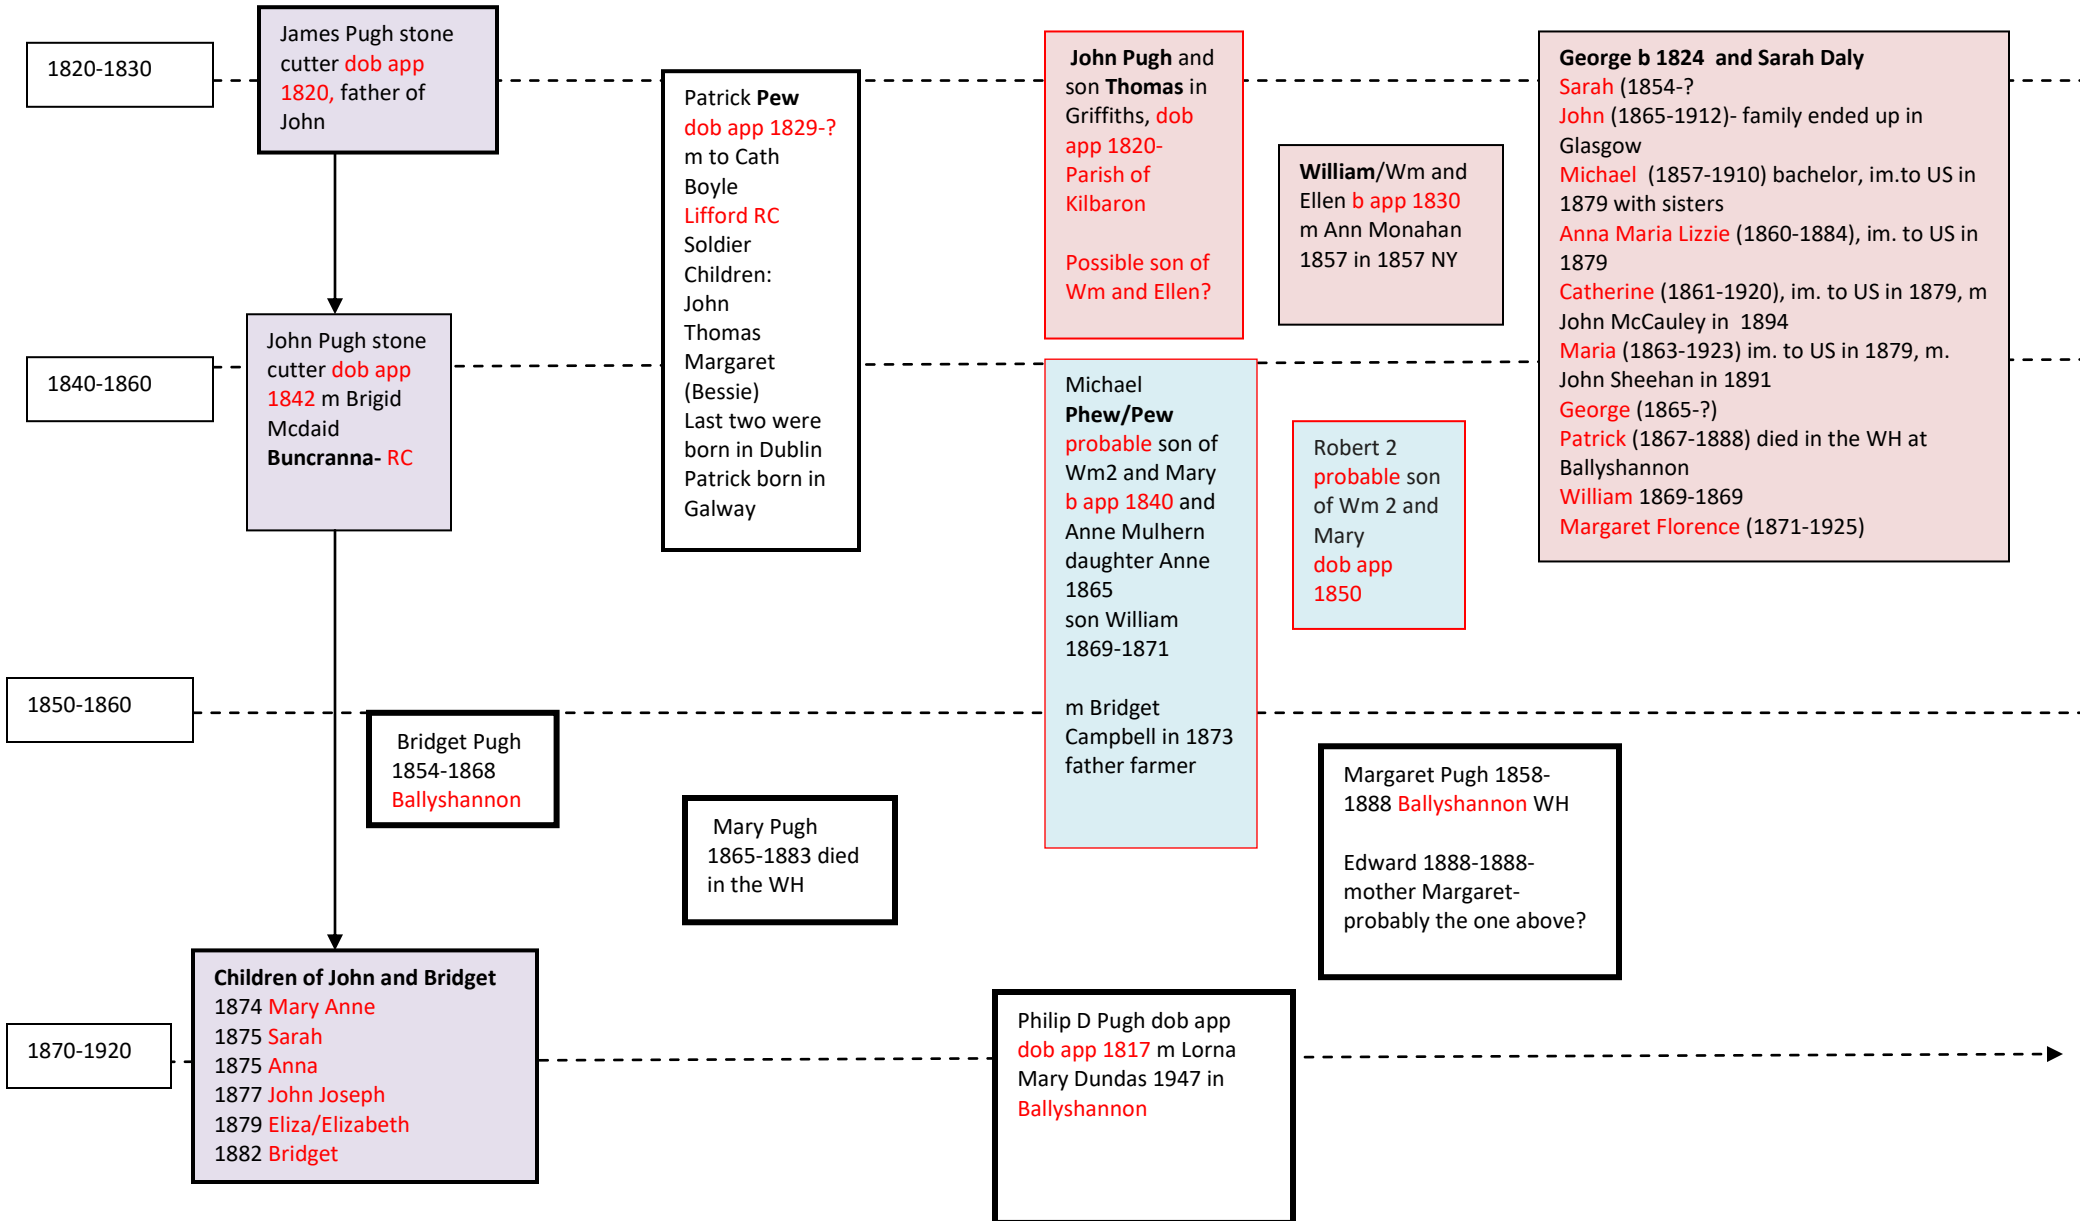 1820-1830
James Pugh stone
cutter dob app
1820, father of
John
Patrick Pew
dob app 1829-?
m to Cath
Boyle
Lifford RC
Soldier
Children:
John
Thomas
Margaret
(Bessie)
Last two were
born in Dublin
Patrick born in
Galway
John Pugh and
son Thomas in
Griffiths, dob
app 1820-
Parish of
Kilbaron
Possible son of
Wm and Ellen?
William/Wm and
Ellen b app 1830
m Ann Monahan
1857 in 1857 NY
George b 1824 and Sarah Daly
Sarah (1854-?
John (1865-1912)- family ended up in
Glasgow
Michael (1857-1910) bachelor, im.to US in
1879 with sisters
Anna Maria Lizzie (1860-1884), im. to US in
1879
Catherine (1861-1920), im. to US in 1879, m
John McCauley in 1894
Maria (1863-1923) im. to US in 1879, m.
John Sheehan in 1891
George (1865-?)
Patrick (1867-1888) died in the WH at
Ballyshannon
William 1869-1869
Margaret Florence (1871-1925)
1840-1860
John Pugh stone
cutter dob app
1842 m Brigid
Mcdaid
Buncranna- RC
Michael
Phew/Pew
probable son of
Wm2 and Mary
b app 1840 and
Anne Mulhern
daughter Anne
1865
son William
1869-1871
m Bridget
Campbell in 1873
father farmer
Robert 2
probable son
of Wm 2 and
Mary
dob app
1850
1850-1860
Bridget Pugh
1854-1868
Ballyshannon
Mary Pugh
1865-1883 died
in the WH
Margaret Pugh 1858-
1888 Ballyshannon WH
Edward 1888-1888-
mother Margaret-
probably the one above?
1870-1920
Children of John and Bridget
1874 Mary Anne
1875 Sarah
1875 Anna
1877 John Joseph
1879 Eliza/Elizabeth
1882 Bridget
Philip D Pugh dob app
dob app 1817 m Lorna
Mary Dundas 1947 in
Ballyshannon